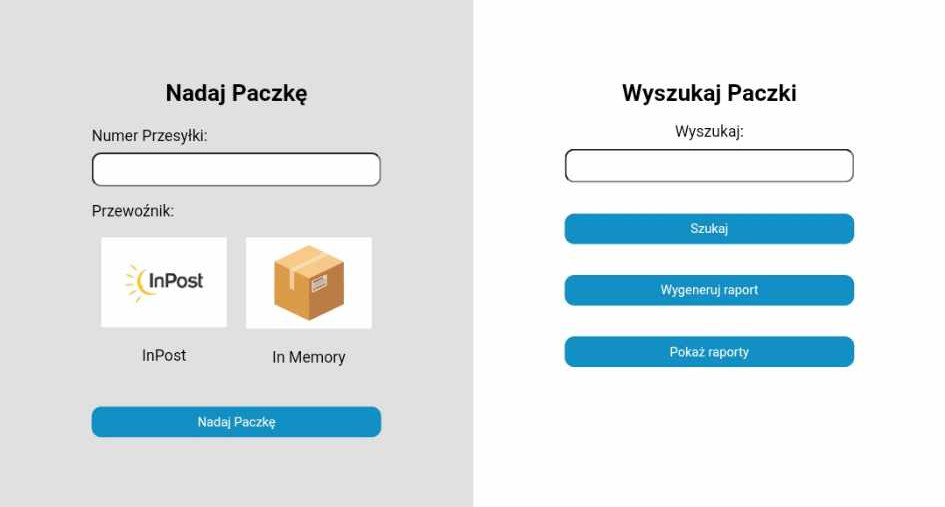 Nadaj Paczkę
Numer Przesyłki:
Przewoźnik:
InPost
InPost
In Memory
Nadaj Paczkę
Wyszukaj Paczki
Wyszukaj:
Szukaj
Wygeneruj raport
Pokaż raporty